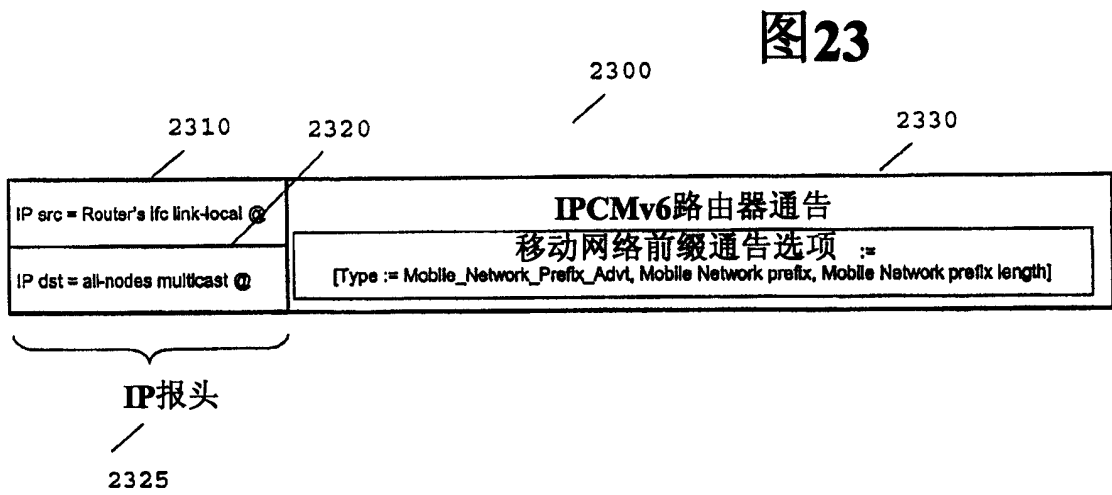 图23
2300
2310
2320
2330
IP src = Router's ifc link-local @
IP dst = all-nodes multicast @
IPCMv6路由器通告
移动网络前缀通告选项 :=
[Type := Mobile_Network_Prefix_Advt, Mobile Network prefix, Mobile Network prefix length]
IP报头
2325